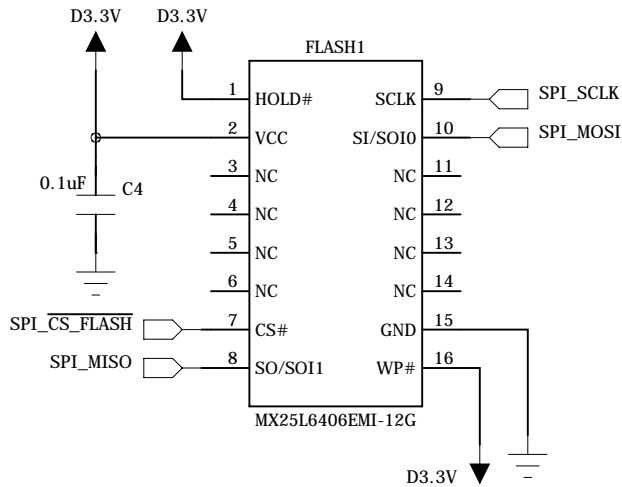 D3.3V D3.3V
FLASH1
1 HOLD# SCLK 9 SPI_SCLK
2 VCC SI/SOI0 10 SPI_MOSI
3 NC NC 11
0.1uF C4
4 NC NC 12
5 NC NC 13
6 NC NC 14
SPI_CS_FLASH 7 CS# GND 15
SPI_MISO 8 SO/SOI1 WP# 16
MX25L6406EMI-12G
D3.3V